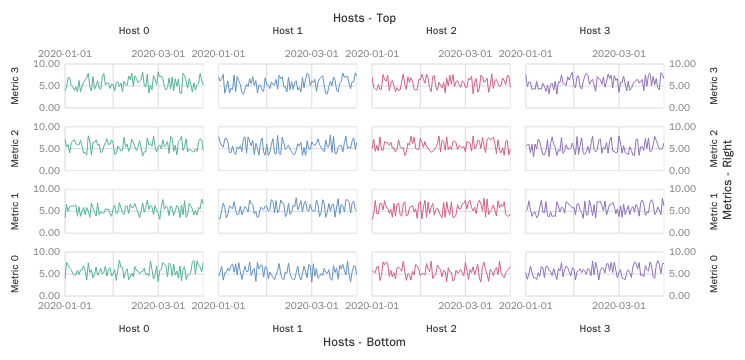 Hosts - Top
Host 0 Host 1 Host 2 Host 3
2020-01-01 2020-03-01 2020-01-01 2020-03-01 2020-01-01 2020-03-01 2020-01-01 2020-03-01
10.00 10.00
Metric 3 5.00 5.00 Metric 3
0.00 0.00
10.00 10.00
Metric 2 5.00 5.00 Metric 2
0.00 0.00
Metrics - Right
10.00 10.00
Metric 1 5.00 5.00 Metric 1
0.00 0.00
10.00 10.00
Metric 0 5.00 5.00 Metric 0
0.00 0.00
2020-01-01 2020-03-01 2020-01-01 2020-03-01 2020-01-01 2020-03-01 2020-01-01 2020-03-01
Host 0 Host 1 Host 2 Host 3
Hosts - Bottom